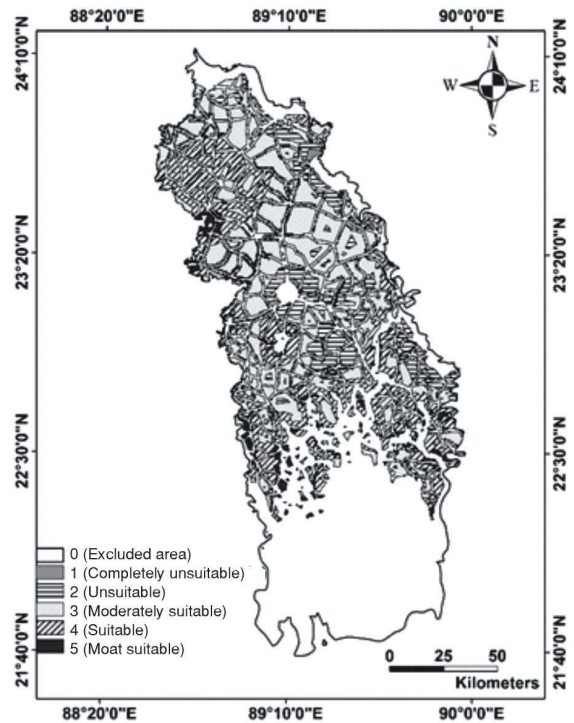 88°20'0"E 89°10'0"E 90°0'0"E
24°10'0"N 24°10'0"N
N
W E
S
23°20'0"N 23°20'0"N
22°30'0"N 22°30'0"N
0 (Excluded area)
1 (Completely unsuitable)
2 (Unsuitable)
3 (Moderately suitable)
4 (Suitable)
5 (Moat suitable)
21°40'0"N 21°40'0"N
0 25 50
Kilometers
88°20'0"E 89°10'0"E 90°0'0"E